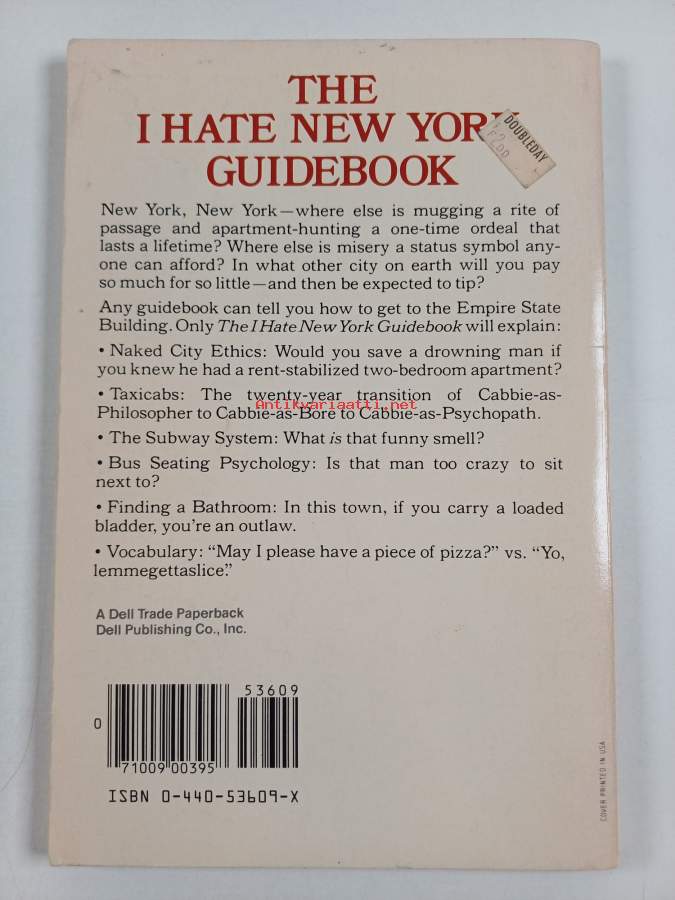 THE
I HATE NEW YORK
GUIDEBOOK
DOUBLEDAY
New York, New York—where else is mugging a rite of
passage and apartment-hunting a one-time ordeal that
lasts a lifetime? Where else is misery a status symbol any-
one can afford? In what other city on earth will you pay
so much for so little—and then be expected to tip?
Any guidebook can tell you how to get to the Empire State
Building. Only The I Hate New York Guidebook will explain:
• Naked City Ethics: Would you save a drowning man if
you knew he had a rent-stabilized two-bedroom apartment?
• Taxicabs: The twenty-year transition of Cabbie-as-
Antikvariaatti.net
Philosopher to Cabbie-as-Bore to Cabbie-as-Psychopath.
• The Subway System: What is that funny smell?
• Bus Seating Psychology: Is that man too crazy to sit
next to?
• Finding a Bathroom: In this town, if you carry a loaded
bladder, you're an outlaw.
• Vocabulary: “May I please have a piece of pizza?” vs. “Yo,
lemmegettaslice.”
A Dell Trade Paperback
Dell Publishing Co., Inc.
53609
0
71009 00395
ISBN 0-440-53609-X
COVER PRINTED IN USA